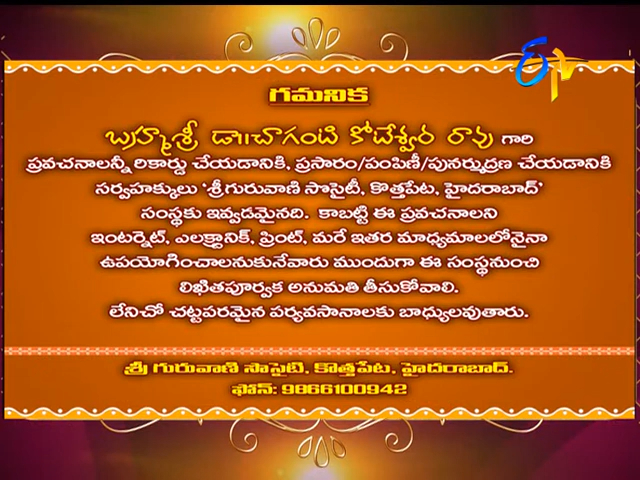 ETV
గమనిక
బ్రహ్మశ్రీ డా॥చాగంటి కోటేశ్వర రావు గారి
ప్రవచనాలన్నీ రికార్డు చేయడానికి, ప్రసారం/పంపిణీ/పునర్ముద్రణ చేయడానికి
సర్వహక్కులు 'శ్రీ గురువాణి సొసైటీ, కొత్తపేట, హైదరాబాద్'
సంస్థకు ఇవ్వడమైనది. కాబట్టి ఈ ప్రవచనాలని
ఇంటర్నెట్, ఎలక్ట్రానిక్, ప్రింట్, మరే ఇతర మాధ్యమాలలోనైనా
ఉపయోగించాలనుకునేవారు ముందుగా ఈ సంస్థనుంచి
లిఖితపూర్వక అనుమతి తీసుకోవాలి.
లేనిచో చట్టపరమైన పర్యవసానాలకు బాధ్యులవుతారు.
శ్రీ గురువాణి సొసైటి, కొత్తపేట, హైదరాబాద్.
ఫోన్: 9866100942